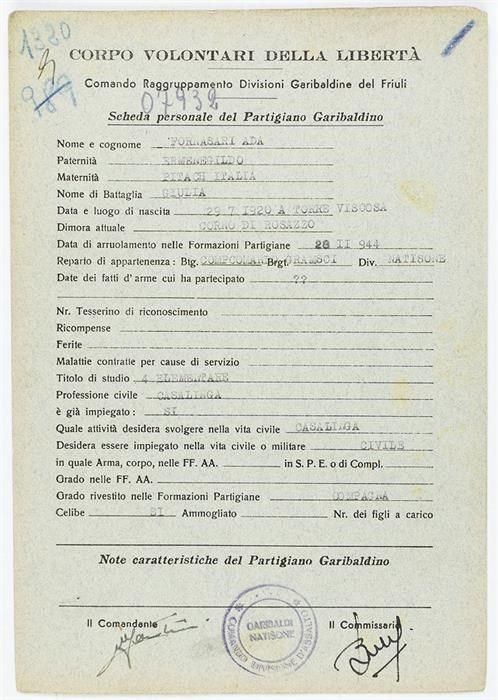 1320
987
CORPO VOLONTARI DELLA LIBERTÀ
Comando Raggruppamento Divisioni Garibaldine del Friuli
07932
Scheda personale del Partigiano Garibaldino
Nome e cognome FORNASARI ADA
Paternità ERMENEGILDO
Maternità PITACH ITALIA
Nome di Battaglia GIULIA
Data e luogo di nascita 29 7 1920 A TORRE VISCOSA
Dimora attuale CORNO DI ROSAZZO
Data di arruolamento nelle Formazioni Partigiane 28 II 944
Reparto di appartenenza: Btg. COMPCOMAND Brgt. GRAMSCI Div. NATISONE
Date dei fatti d'arme cui ha partecipato ??
Nr. Tesserino di riconoscimento
Ricompense
Ferite
Malattie contratte per cause di servizio
Titolo di studio 4 ELEMENTARE
Professione civile CASALINGA
è già impiegato: SI
Quale attività desidera svolgere nella vita civile CASALINGA
Desidera essere impiegato nella vita civile o militare CIVILE
in quale Arma, corpo, nelle FF. AA. in S. P. E. o di Compl.
Grado nelle FF. AA.
Grado rivestito nelle Formazioni Partigiane COMPAGNA
Celibe SI Ammogliato Nr. dei figli a carico
Note caratteristiche del Partigiano Garibaldino
Il Comandante Il Commissario
GARIBALDI
NATISONE
COMANDO DIVISIONE D'ASSALTO